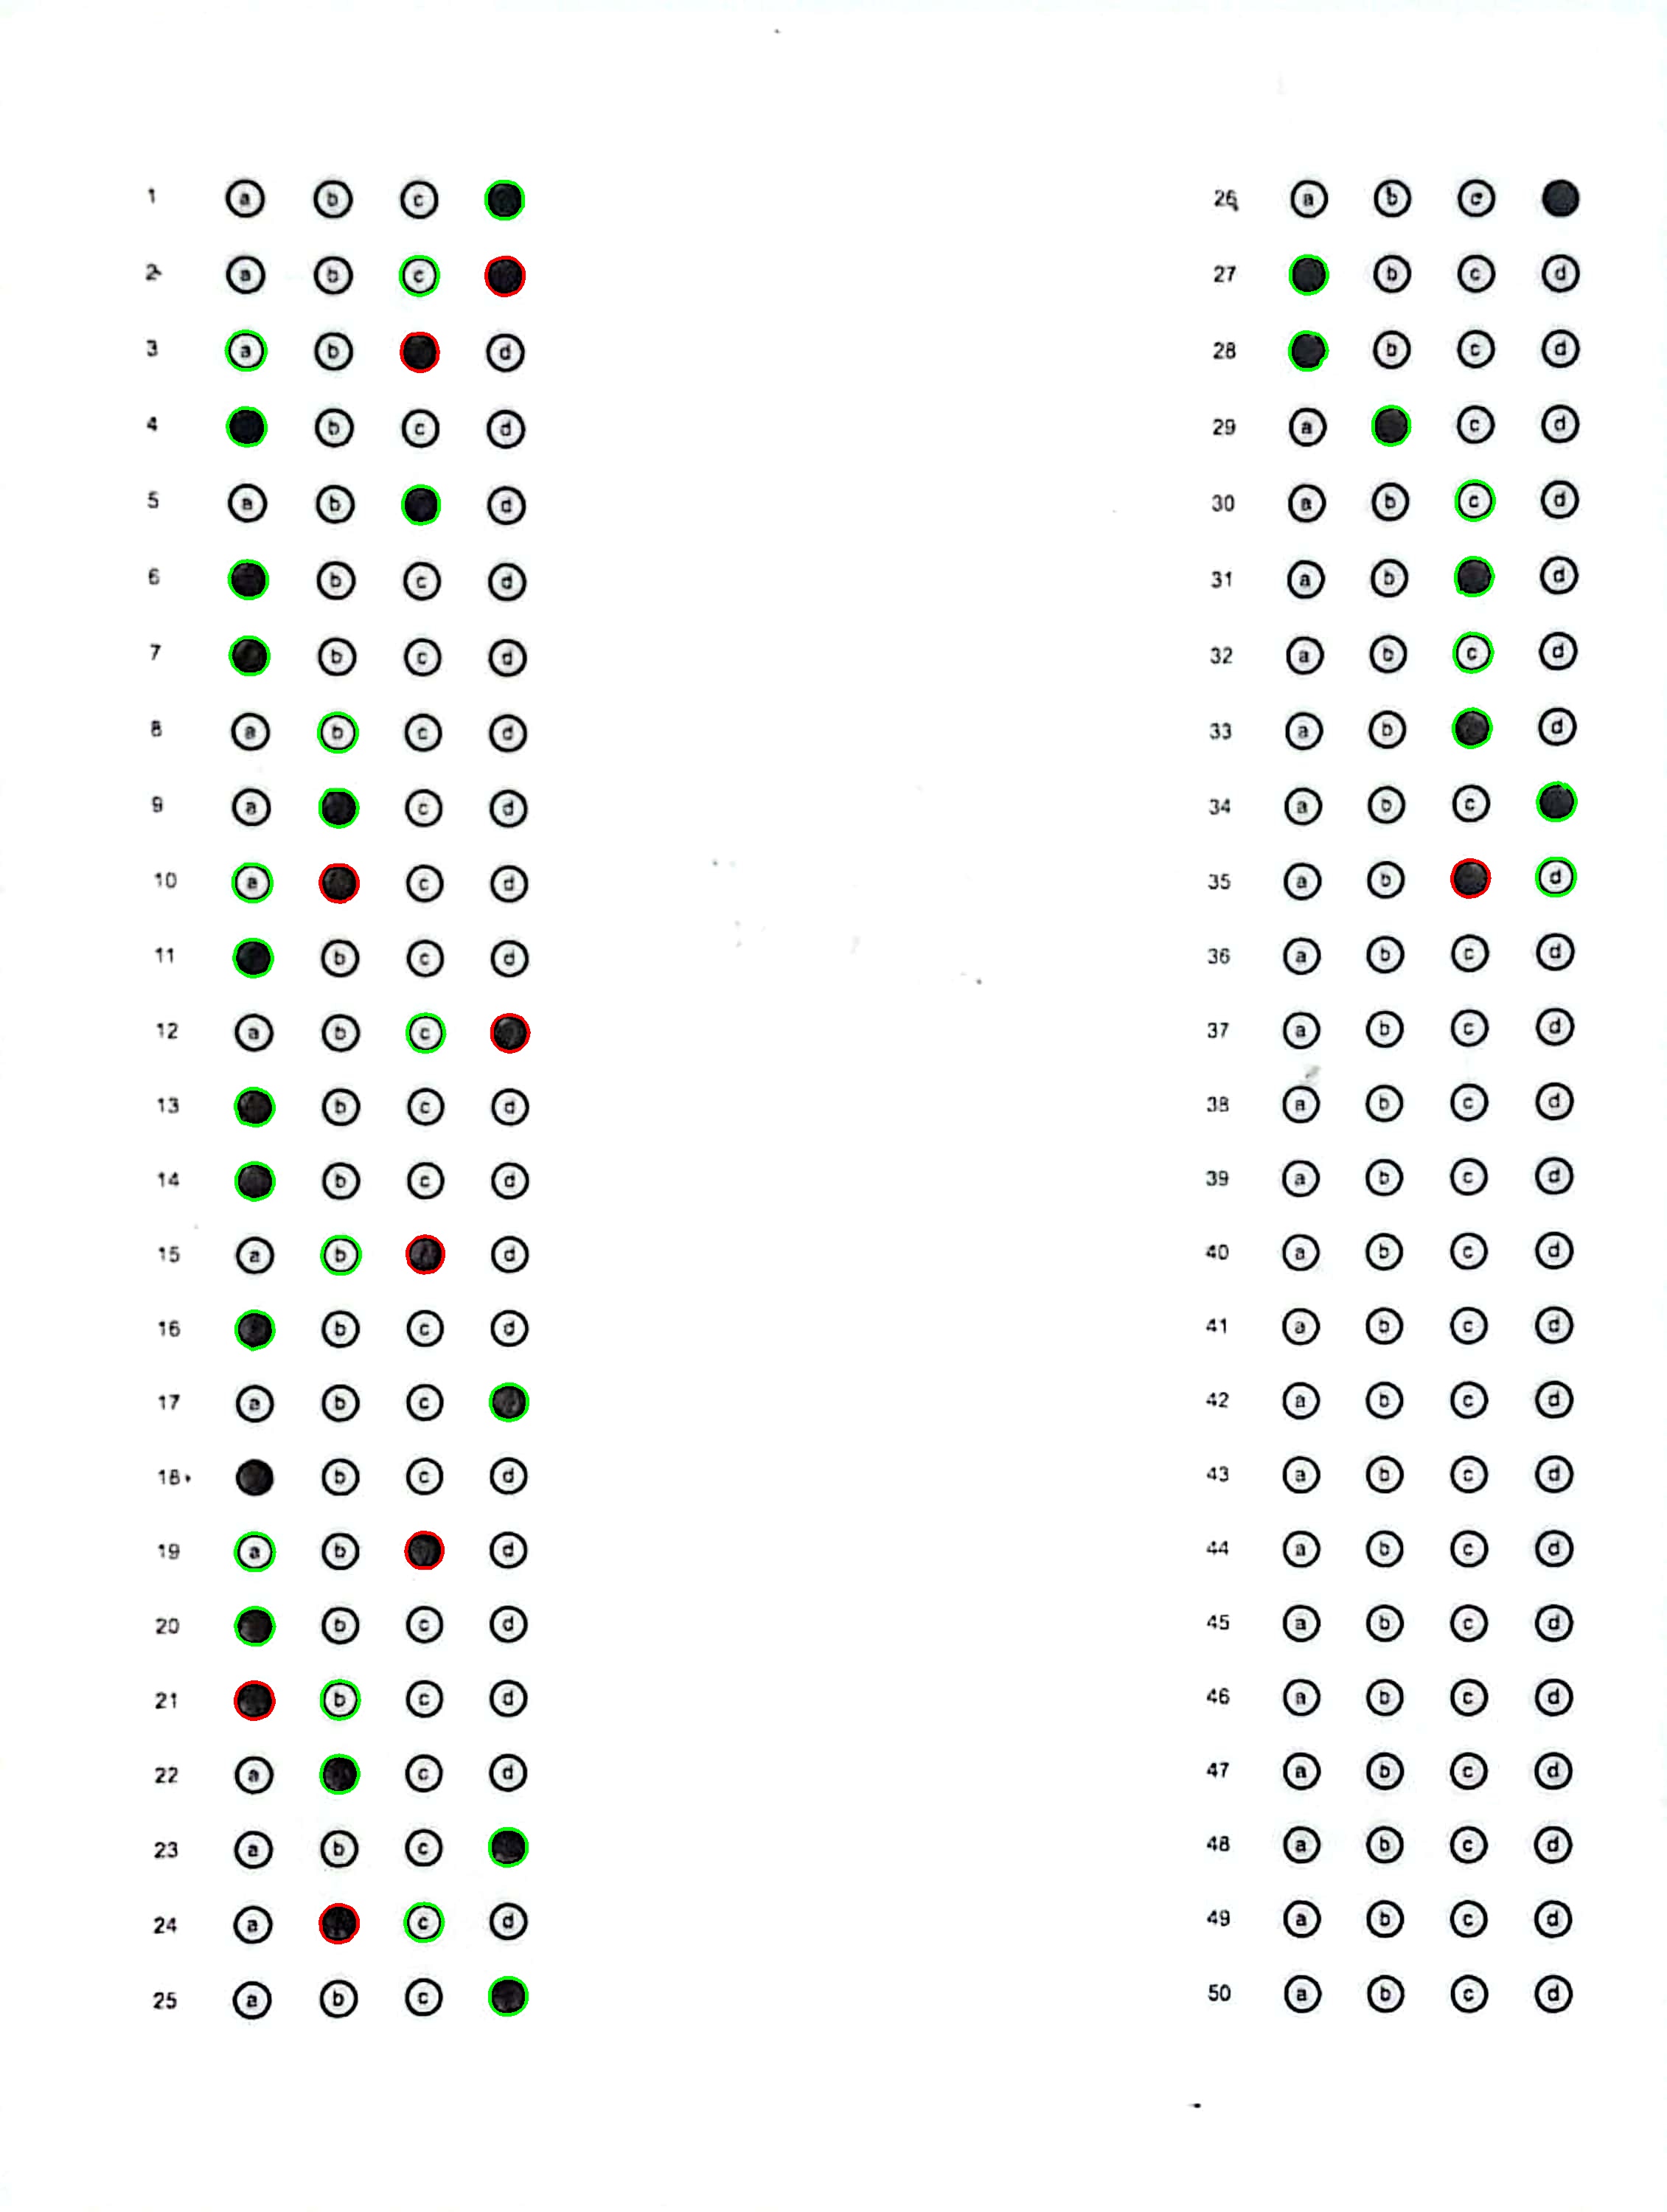 1 a b c
2 a b c
3 a b d
4 b c d
5 a b d
6 b c d
7 b c d
8 a b c d
9 a c d
10 a c d
11 b c d
12 a b c
13 b c d
14 b c d
15 a b d
16 b c d
17 a b c
18 b c d
19 a b d
20 b c d
21 b c d
22 a c d
23 a b c
24 a c d
25 a b c
26 a b c
27 b c d
28 b c d
29 a c d
30 a b c d
31 a b d
32 a b c d
33 a b d
34 a b c
35 a b d
36 a b c d
37 a b c d
38 a b c d
39 a b c d
40 a b c d
41 a b c d
42 a b c d
43 a b c d
44 a b c d
45 a b c d
46 a b c d
47 a b c d
48 a b c d
49 a b c d
50 a b c d